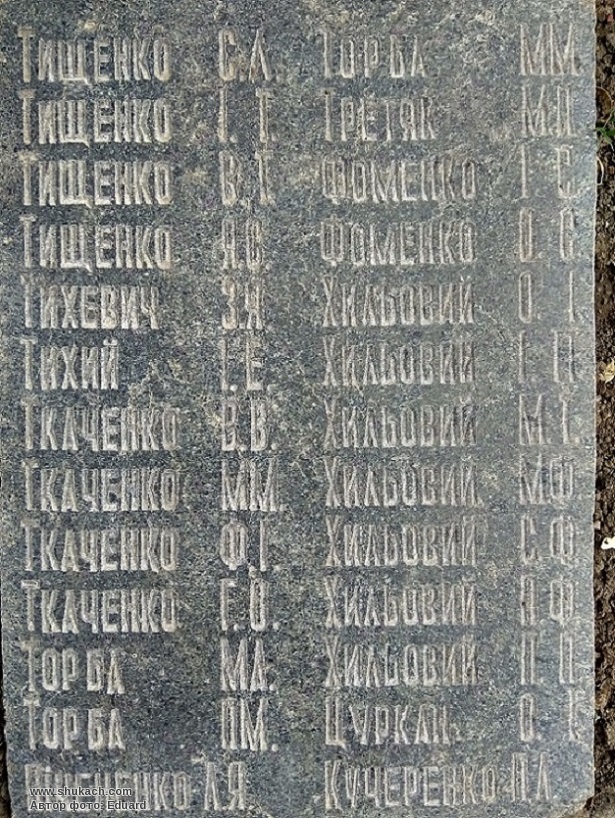 Тищенко С.Л. Торба М.М.
Тищенко І. Т. Третяк М.П.
Тищенко В.Т. Фоменко І С.
Тищенко Я.С. Фоменко О. С.
Тихевич З.Я. Хильовий О. І.
Тихий І.Е. Хильовий І. П.
Ткаченко В.В. Хильовий М.Т.
Ткаченко М.М. Хильовий М.Ф.
Ткаченко Ф.Т. Хильовий С.Ф.
Ткаченко Г.О. Хильовий П.Ф.
Торба М.Д. Хильовий П. П.
Торба П.М. Цуркан О. Т.
Кучеренко
www.shukach.com
Автор фото: Eduard